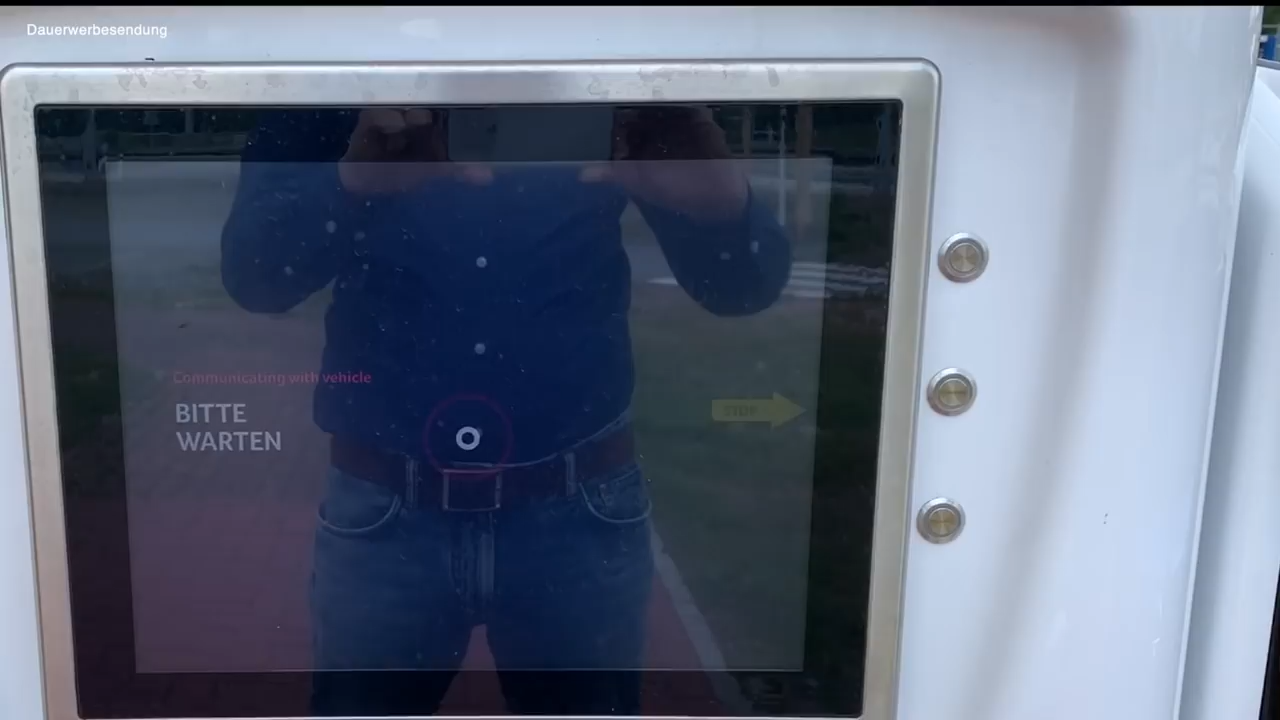 Dauerwerbesendung
Communicating with vehicle
BITTE
WARTEN
STOP